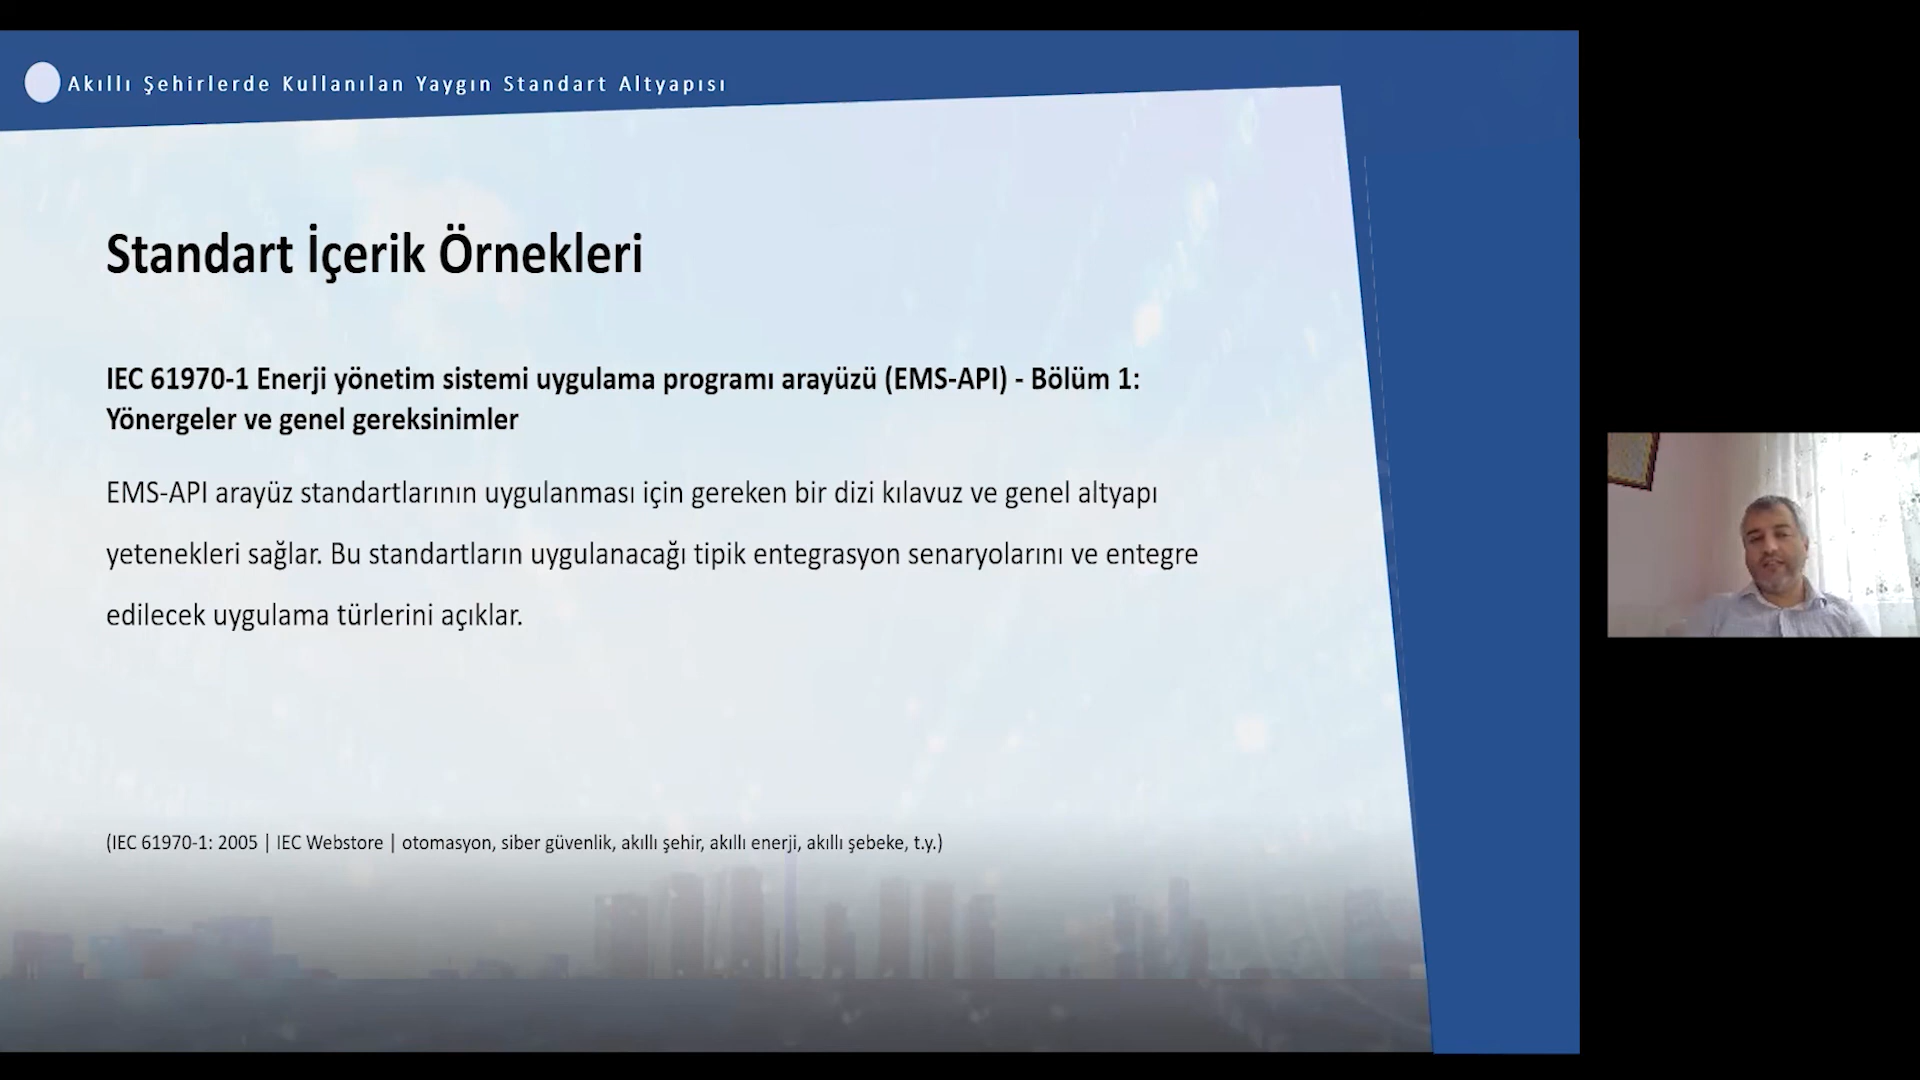 Akıllı Şehirlerde Kullanılan Yaygın Standart Altyapısı
Standart İçerik Örnekleri
IEC 61970-1 Enerji yönetim sistemi uygulama programı arayüzü (EMS-API) - Bölüm 1:
Yönergeler ve genel gereksinimler
EMS-API arayüz standartlarının uygulanması için gereken bir dizi kılavuz ve genel altyapı
yetenekleri sağlar. Bu standartların uygulanacağı tipik entegrasyon senaryolarını ve entegre
edilecek uygulama türlerini açıklar.
(IEC 61970-1: 2005 | IEC Webstore | otomasyon, siber güvenlik, akıllı şehir, akıllı enerji, akıllı şebeke, t.y.)